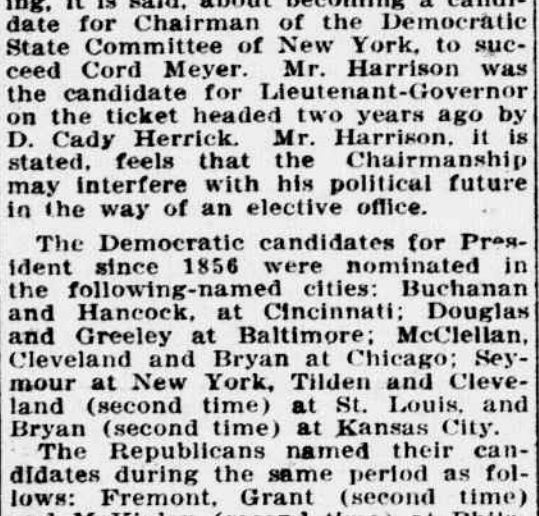 ing, it is said, about becoming a candi-
date for Chairman of the Democratic
State Committee of New York, to suc-
ceed Cord Meyer. Mr. Harrison was
the candidate for Lieutenant-Governor
on the ticket headed two years ago by
D. Cady Herrick. Mr. Harrison, it is
stated, feels that the Chairmanship
may interfere with his political future
in the way of an elective office.
The Democratic candidates for Pres-
ident since 1856 were nominated in
the following-named cities: Buchanan
and Hancock, at Cincinnati; Douglas
and Greeley at Baltimore; McClellan,
Cleveland and Bryan at Chicago; Sey-
mour at New York, Tilden and Cleve-
land (second time) at St. Louis, and
Bryan (second time) at Kansas City.
The Republicans named their can-
didates during the same period as fol-
lows: Fremont, Grant (second time)
and McKinley (second time) at Phila-